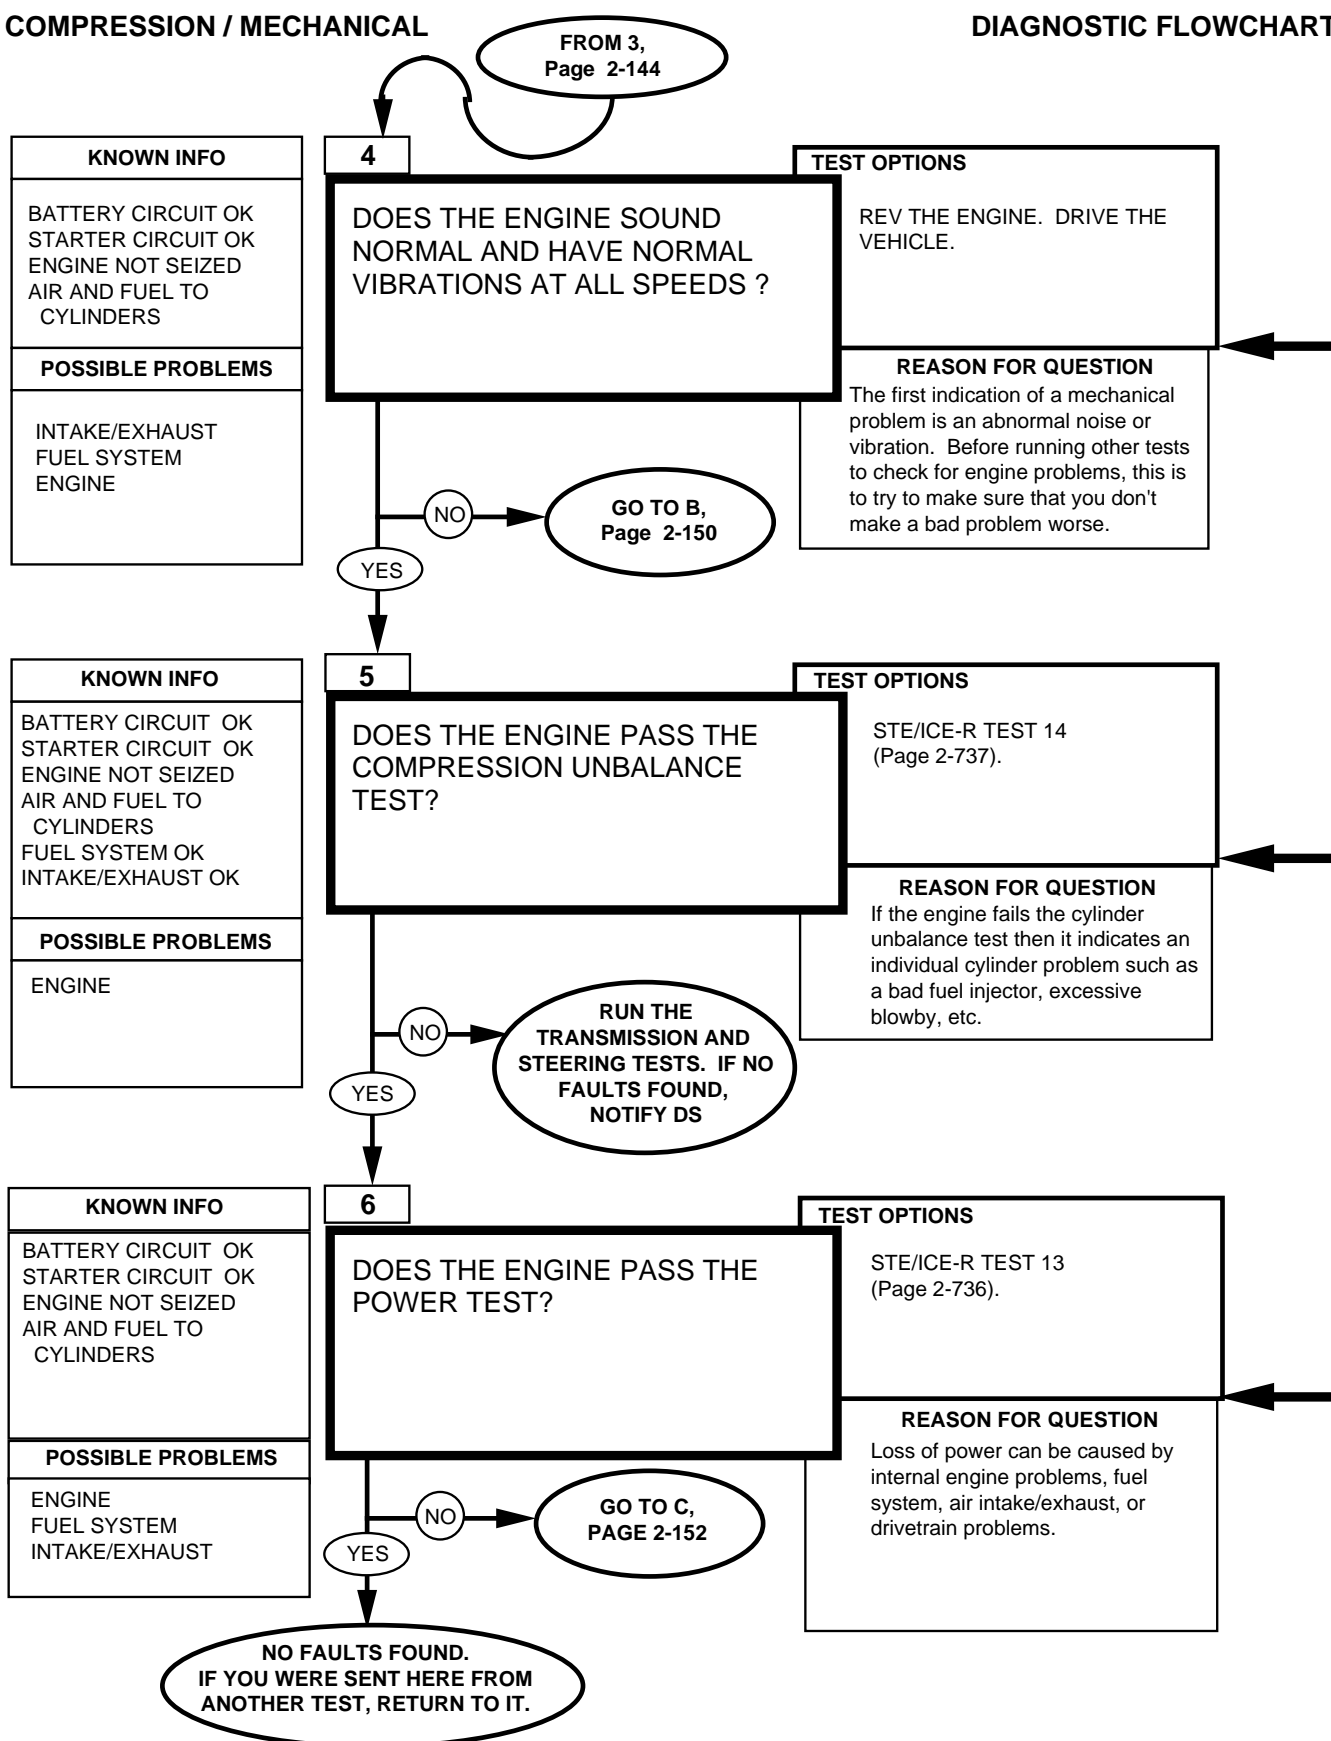 COMPRESSION / MECHANICAL
DIAGNOSTIC FLOWCHART
FROM 3,
Page 2-144
KNOWN INFO
BATTERY CIRCUIT OK
STARTER CIRCUIT OK
ENGINE NOT SEIZED
AIR AND FUEL TO
CYLINDERS
POSSIBLE PROBLEMS
INTAKE/EXHAUST
FUEL SYSTEM
ENGINE
4
DOES THE ENGINE SOUND
NORMAL AND HAVE NORMAL
VIBRATIONS AT ALL SPEEDS ?
TEST OPTIONS
REV THE ENGINE. DRIVE THE
VEHICLE.
REASON FOR QUESTION
The first indication of a mechanical
problem is an abnormal noise or
vibration. Before running other tests
to check for engine problems, this is
to try to make sure that you don't
make a bad problem worse.
NO
GO TO B,
Page 2-150
YES
KNOWN INFO
BATTERY CIRCUIT OK
STARTER CIRCUIT OK
ENGINE NOT SEIZED
AIR AND FUEL TO
CYLINDERS
FUEL SYSTEM OK
INTAKE/EXHAUST OK
POSSIBLE PROBLEMS
ENGINE
5
DOES THE ENGINE PASS THE
COMPRESSION UNBALANCE
TEST?
TEST OPTIONS
STE/ICE-R TEST 14
(Page 2-737).
REASON FOR QUESTION
If the engine fails the cylinder
unbalance test then it indicates an
individual cylinder problem such as
a bad fuel injector, excessive
blowby, etc.
NO
RUN THE
TRANSMISSION AND
STEERING TESTS. IF NO
FAULTS FOUND,
NOTIFY DS
YES
KNOWN INFO
BATTERY CIRCUIT OK
STARTER CIRCUIT OK
ENGINE NOT SEIZED
AIR AND FUEL TO
CYLINDERS
POSSIBLE PROBLEMS
ENGINE
FUEL SYSTEM
INTAKE/EXHAUST
6
DOES THE ENGINE PASS THE
POWER TEST?
TEST OPTIONS
STE/ICE-R TEST 13
(Page 2-736).
REASON FOR QUESTION
Loss of power can be caused by
internal engine problems, fuel
system, air intake/exhaust, or
drivetrain problems.
NO
GO TO C,
PAGE 2-152
YES
NO FAULTS FOUND.
IF YOU WERE SENT HERE FROM
ANOTHER TEST, RETURN TO IT.